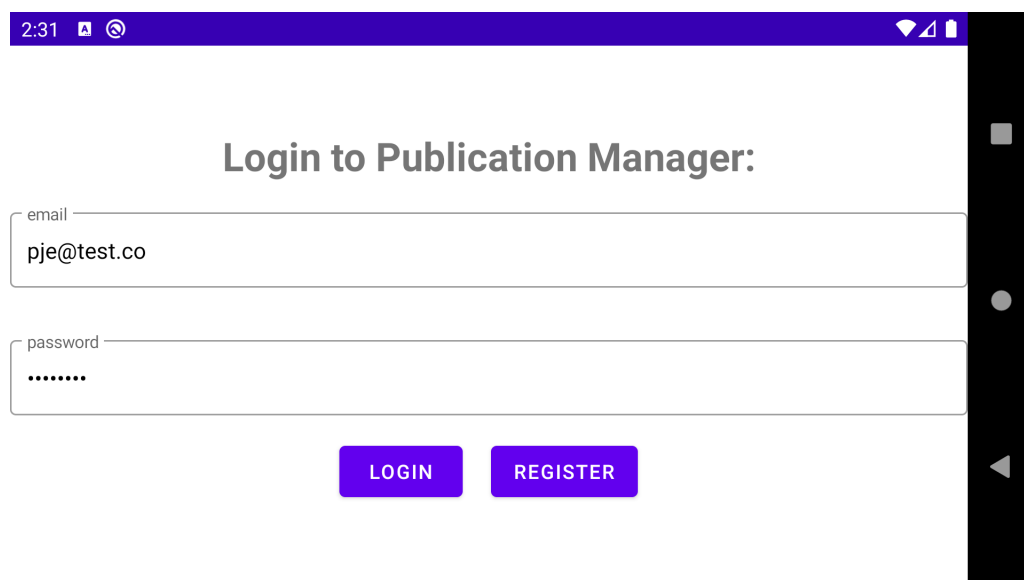 2:31
Login to Publication Manager:
email
pje@test.co
password
••••••••
LOGIN REGISTER